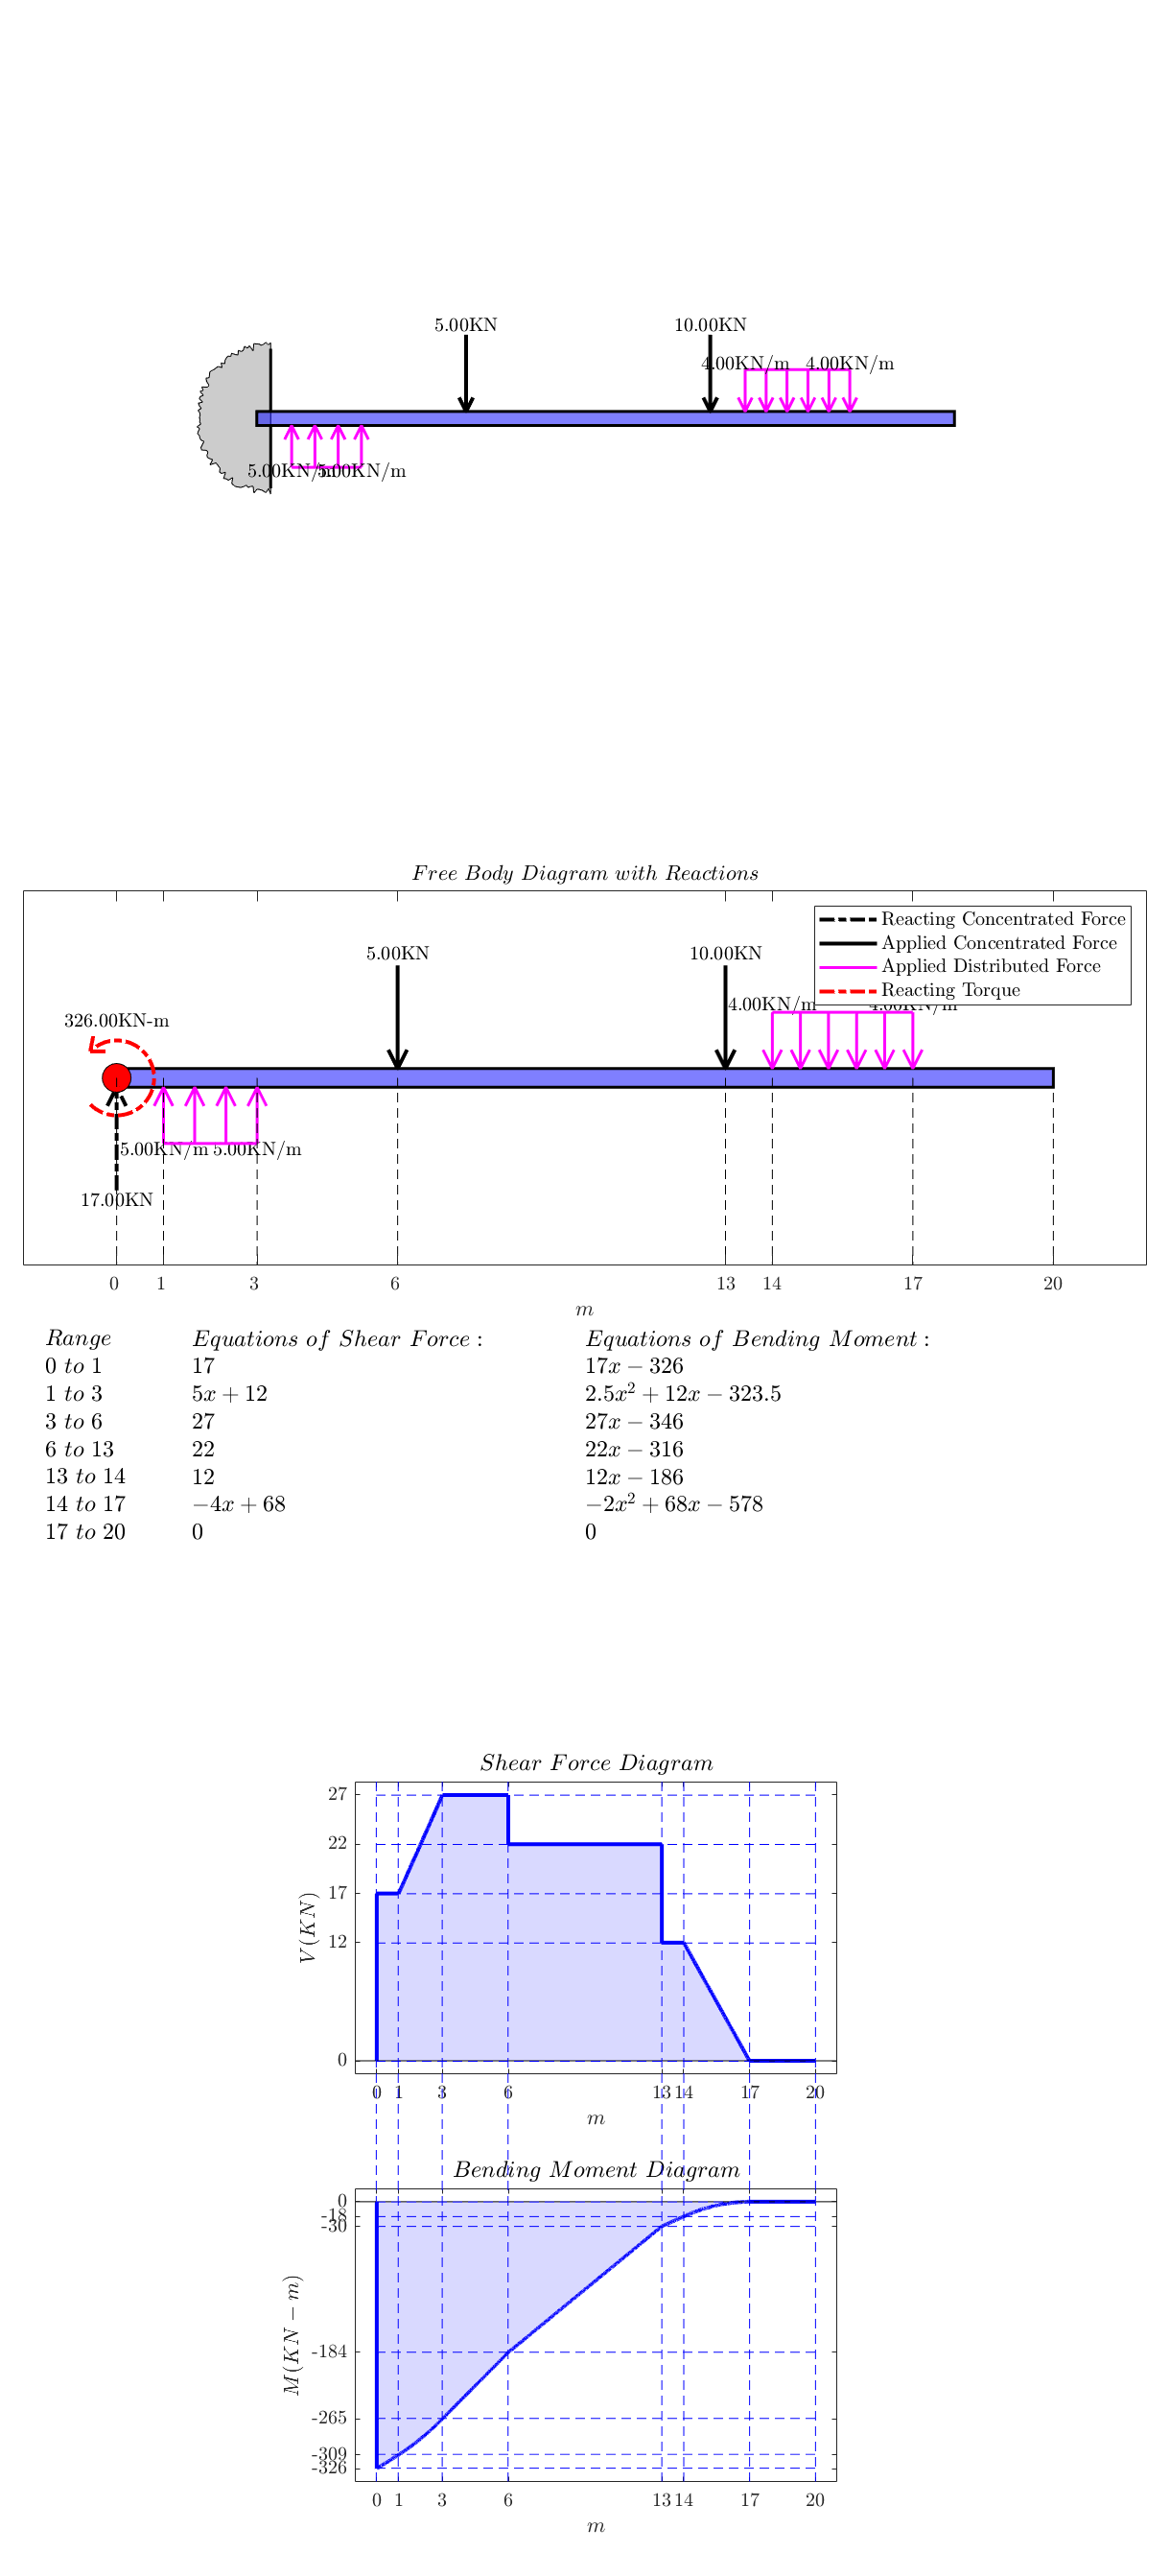 5.00KN 10.00KN
4.00KN/m 4.00KN/m
5.00KN/m 5.00KN/m
Free Body Diagram with Reactions
Reacting Concentrated Force
Applied Concentrated Force
Applied Distributed Force
Reacting Torque
5.00KN 10.00KN
4.00KN/m 4.00KN/m
326.00KN-m
5.00KN/m 5.00KN/m
17.00KN
0 1 3 6 13 14 17 20
m
Range Equations of Shear Force : Equations of Bending Moment :
0 to 1 17 17x − 326
1 to 3 5x + 12 2.5x² + 12x − 323.5
3 to 6 27 27x − 346
6 to 13 22 22x − 316
13 to 14 12 12x − 186
14 to 17 −4x + 68 −2x² + 68x − 578
17 to 20 0 0
Shear Force Diagram
27
22
17
12
0
V(KN)
0 1 3 6 13 14 17 20
m
Bending Moment Diagram
0
-18
-30
-184
-265
-309
-326
M(KN − m)
0 1 3 6 13 14 17 20
m